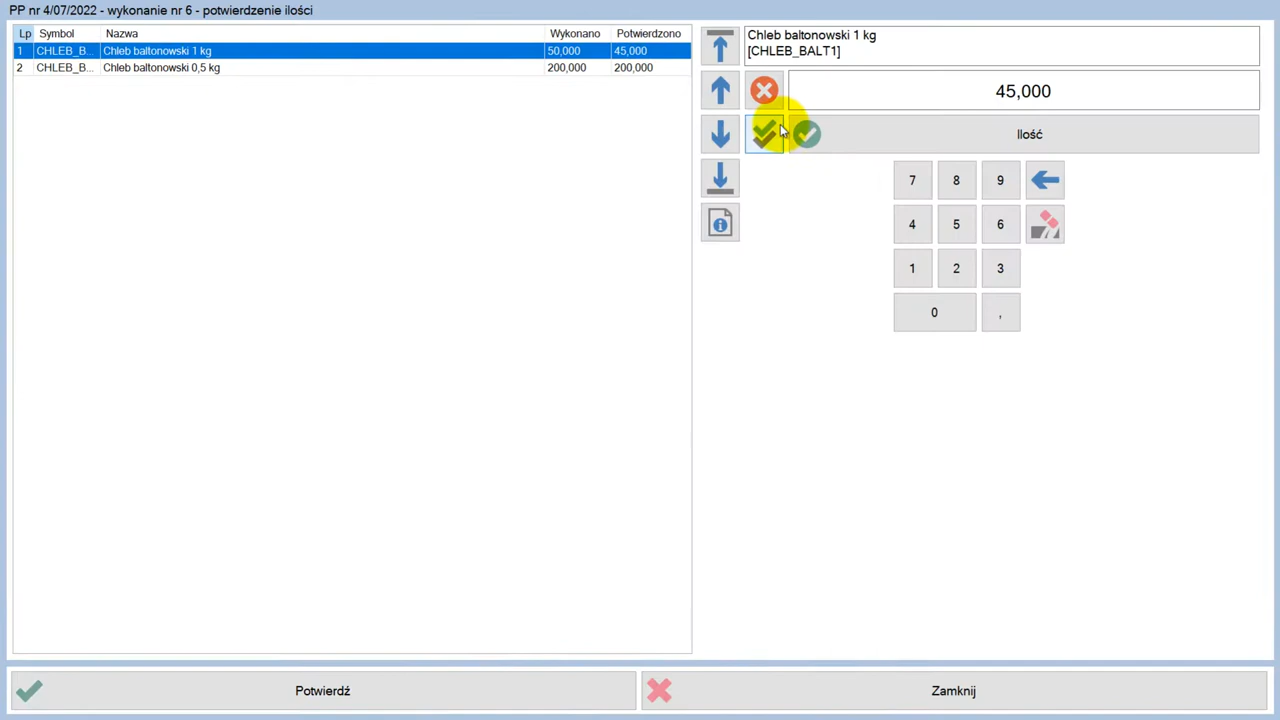 PP nr 4/07/2022 - wykonanie nr 6 - potwierdzenie ilości
Lp Symbol Nazwa Wykonano Potwierdzono
1 CHLEB_B... Chleb baltonowski 1 kg 50,000 45,000
2 CHLEB_B... Chleb baltonowski 0,5 kg 200,000 200,000
Chleb baltonowski 1 kg
[CHLEB_BALT1]
45,000
Ilość
7 8 9
4 5 6
1 2 3
0 ,
Potwierdź
Zamknij